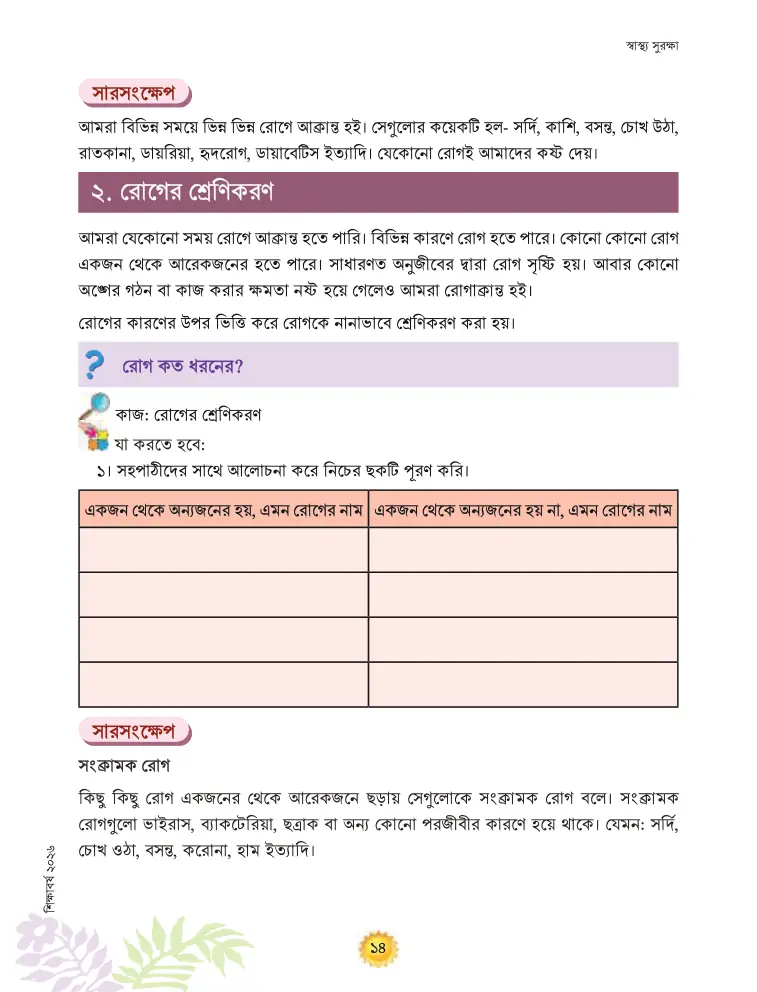 স্বাস্থ্য সুরক্ষা
সারসংক্ষেপ
আমরা বিভিন্ন সময়ে ভিন্ন ভিন্ন রোগে আক্রান্ত হই। সেগুলোর কয়েকটি হল- সর্দি, কাশি, বসন্ত, চোখ উঠা,
রাতকানা, ডায়রিয়া, হৃদরোগ, ডায়াবেটিস ইত্যাদি। যেকোনো রোগই আমাদের কষ্ট দেয়।
২. রোগের শ্রেণিকরণ
আমরা যেকোনো সময় রোগে আক্রান্ত হতে পারি। বিভিন্ন কারণে রোগ হতে পারে। কোনো কোনো রোগ
একজন থেকে আরেকজনের হতে পারে। সাধারণত অনুজীবের দ্বারা রোগ সৃষ্টি হয়। আবার কোনো
অঙ্গের গঠন বা কাজ করার ক্ষমতা নষ্ট হয়ে গেলেও আমরা রোগাক্রান্ত হই।
রোগের কারণের উপর ভিত্তি করে রোগকে নানাভাবে শ্রেণিকরণ করা হয়।
? রোগ কত ধরনের?
কাজ: রোগের শ্রেণিকরণ
যা করতে হবে:
১। সহপাঠীদের সাথে আলোচনা করে নিচের ছকটি পূরণ করি।
একজন থেকে অন্যজনের হয়, এমন রোগের নাম একজন থেকে অন্যজনের হয় না, এমন রোগের নাম
সারসংক্ষেপ
সংক্রামক রোগ
কিছু কিছু রোগ একজনের থেকে আরেকজনে ছড়ায় সেগুলোকে সংক্রামক রোগ বলে। সংক্রামক
রোগগুলো ভাইরাস, ব্যাকটেরিয়া, ছত্রাক বা অন্য কোনো পরজীবীর কারণে হয়ে থাকে। যেমন: সর্দি,
চোখ ওঠা, বসন্ত, করোনা, হাম ইত্যাদি।
শিক্ষাবর্ষ ২০২৬
১৪